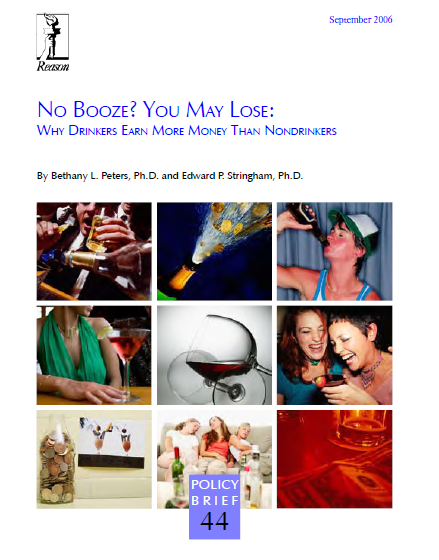 September 2006
Reason
No Booze? You May Lose:
Why Drinkers Earn More Money Than Nondrinkers
By Bethany L. Peters, Ph.D. and Edward P. Stringham, Ph.D.
POLICY
BRIEF
44